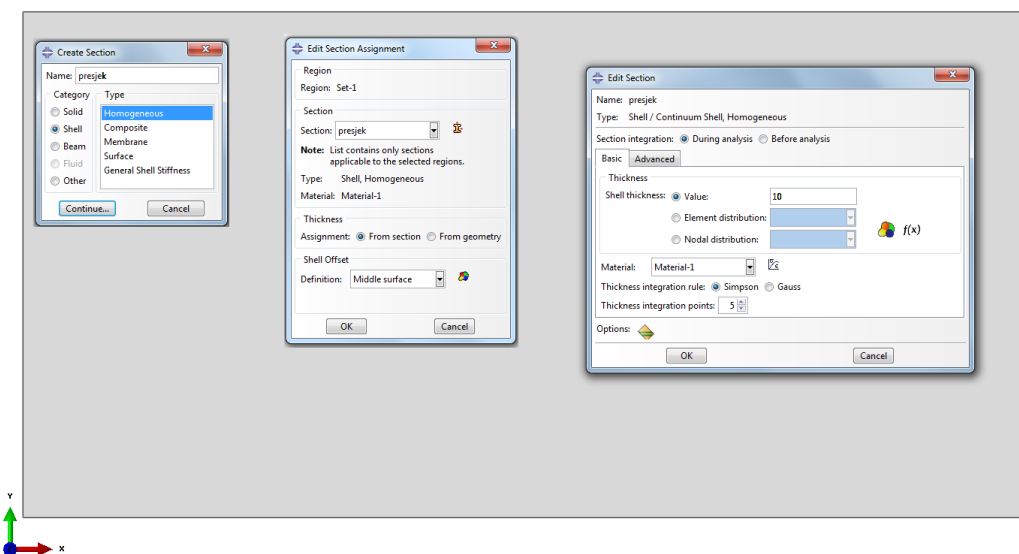 Create Section
Name: presjek
Category Type
Solid
Shell
Beam
Fluid
Other
Homogeneous
Composite
Membrane
Surface
General Shell Stiffness
Continue... Cancel
Edit Section Assignment
Region
Region: Set-1
Section
Section: presjek
Note: List contains only sections
applicable to the selected regions.
Type: Shell, Homogeneous
Material: Material-1
Thickness
Assignment: From section From geometry
Shell Offset
Definition: Middle surface
OK Cancel
Edit Section
Name: presjek
Type: Shell / Continuum Shell, Homogeneous
Section integration: During analysis Before analysis
Basic Advanced
Thickness
Shell thickness: Value: 10
Element distribution:
Nodal distribution:
f(x)
Material: Material-1
Thickness integration rule: Simpson Gauss
Thickness integration points: 5
Options:
OK Cancel
Y
Z
X